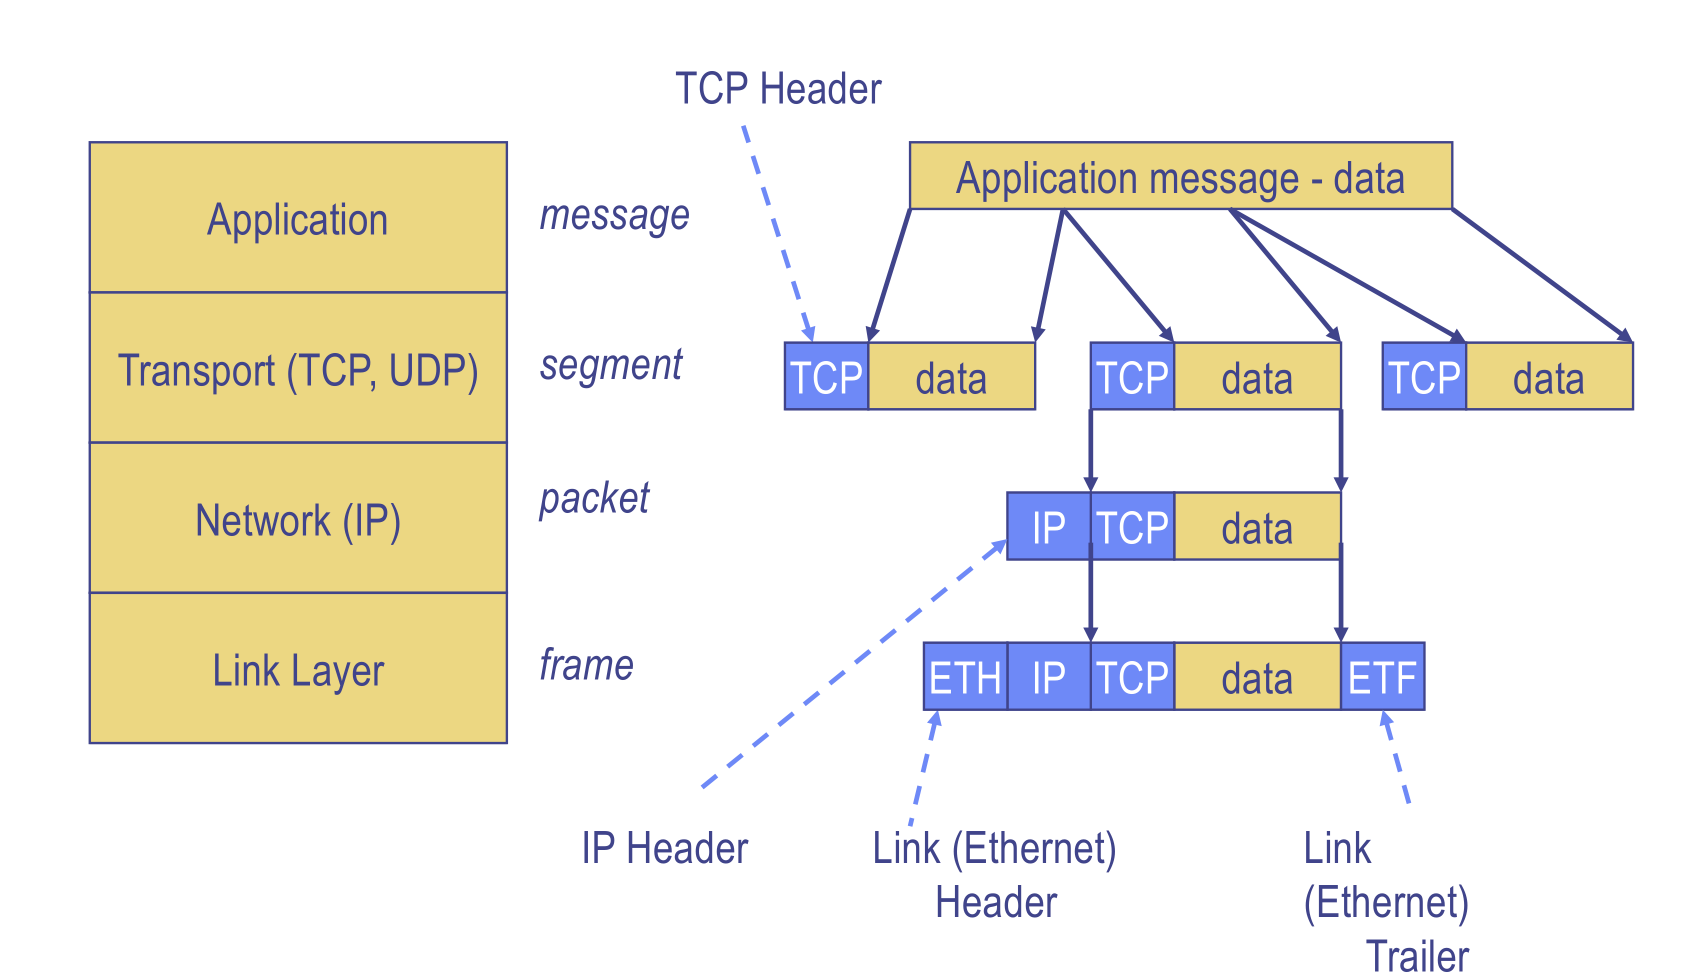 TCP Header
Application message - data
Application
message
Transport (TCP, UDP)
segment
TCP data
TCP data
TCP data
Network (IP)
packet
IP TCP data
Link Layer
frame
ETH IP TCP data ETF
IP Header
Link (Ethernet)
Header
Link
(Ethernet)
Trailer